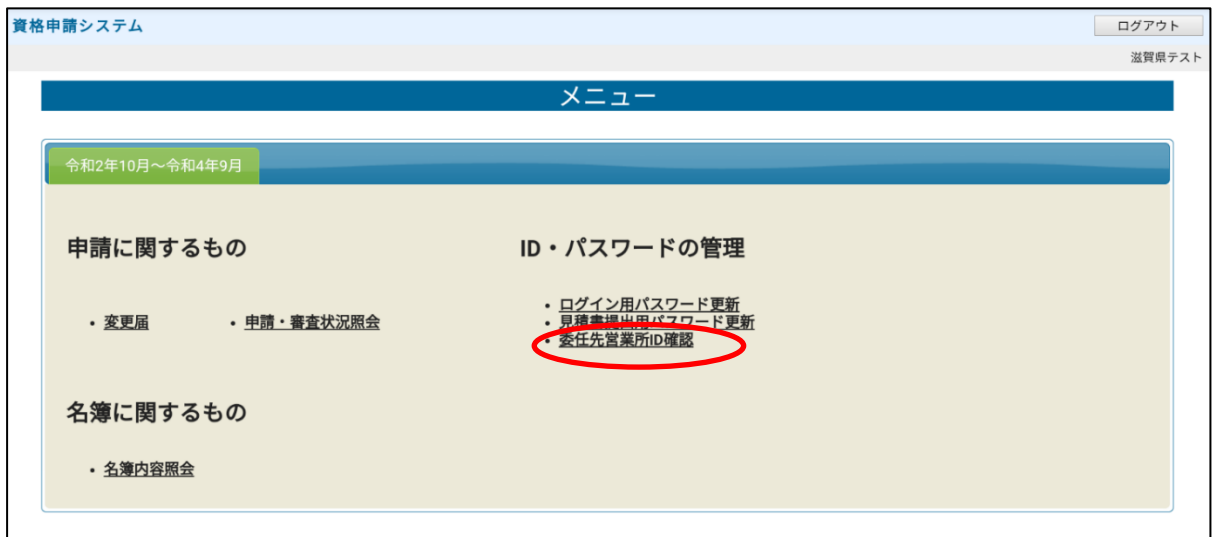 資格申請システム
ログアウト
滋賀県テスト
メニュー
令和2年10月～令和4年9月
申請に関するもの
・変更届
・申請・審査状況照会
ID・パスワードの管理
・ログイン用パスワード更新
・見積書提出用パスワード更新
・委任先営業所ID確認
名簿に関するもの
・名簿内容照会